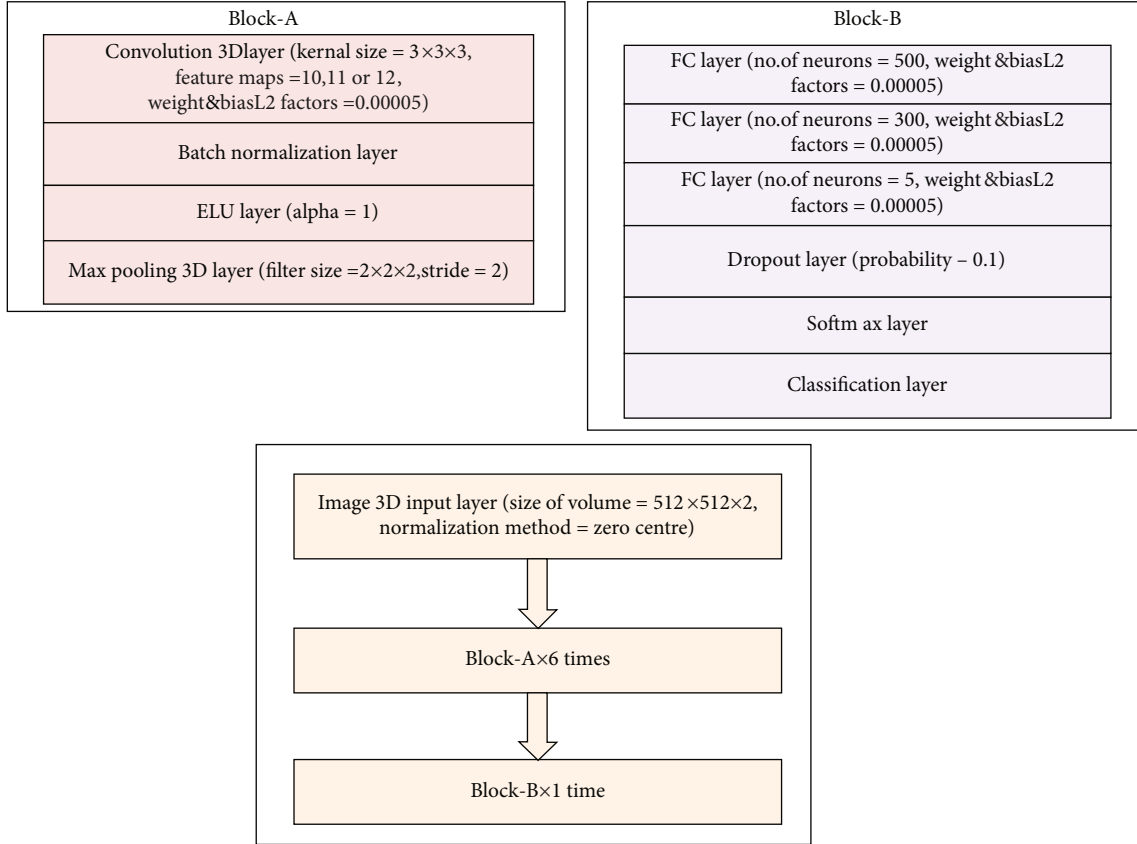 Block-A
Convolution 3Dlayer (kernal size = 3×3×3,
feature maps =10,11 or 12,
weight&biasL2 factors =0.00005)
Batch normalization layer
ELU layer (alpha = 1)
Max pooling 3D layer (filter size =2×2×2,stride = 2)
Block-B
FC layer (no.of neurons = 500, weight &biasL2
factors = 0.00005)
FC layer (no.of neurons = 300, weight &biasL2
factors = 0.00005)
FC layer (no.of neurons = 5, weight &biasL2
factors = 0.00005)
Dropout layer (probability – 0.1)
Softm ax layer
Classification layer
Image 3D input layer (size of volume = 512 ×512×2,
normalization method = zero centre)
Block-A×6 times
Block-B×1 time